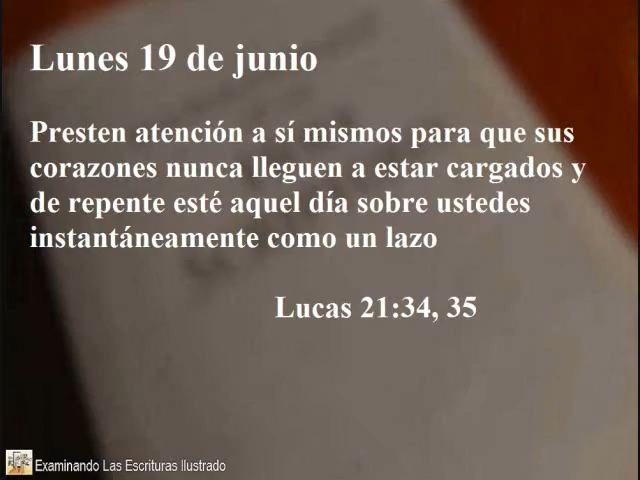 Lunes 19 de junio
Presten atención a sí mismos para que sus
corazones nunca lleguen a estar cargados y
de repente esté aquel día sobre ustedes
instantáneamente como un lazo
Lucas 21:34, 35
Examinando Las Escrituras Ilustrado